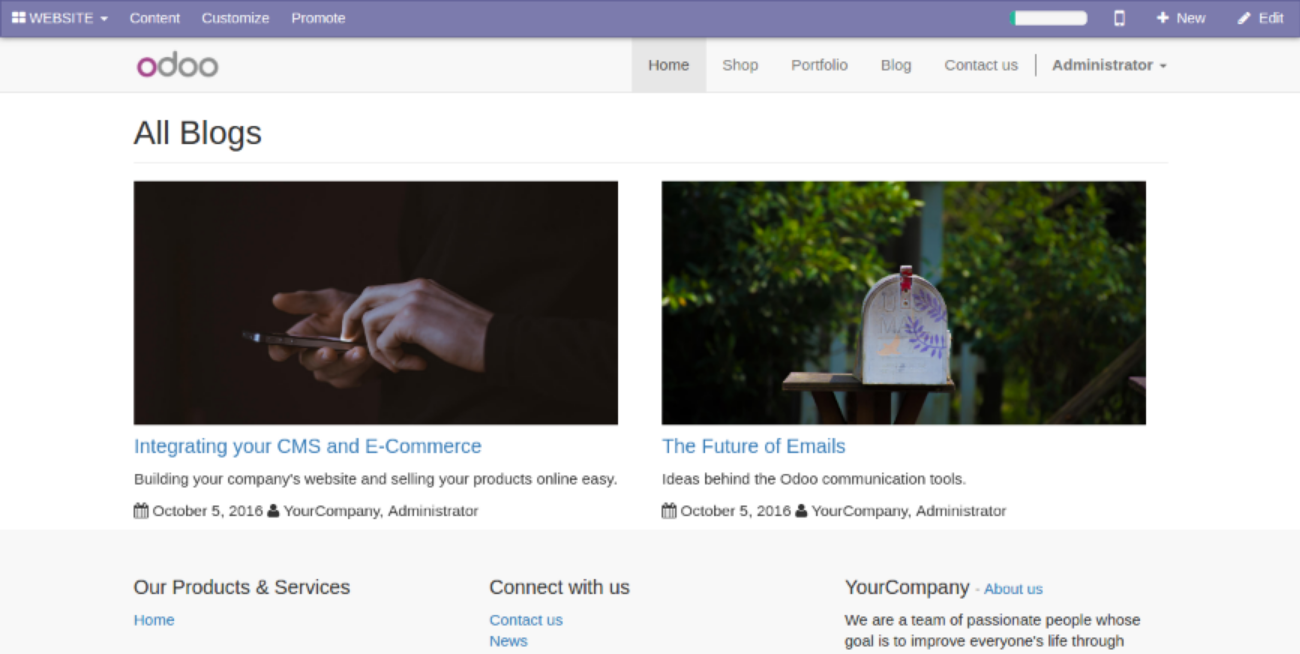 WEBSITE Content Customize Promote New Edit
odoo Home Shop Portfolio Blog Contact us Administrator
All Blogs
U.S.
MA
Integrating your CMS and E-Commerce
The Future of Emails
Building your company's website and selling your products online easy.
Ideas behind the Odoo communication tools.
October 5, 2016 YourCompany, Administrator
October 5, 2016 YourCompany, Administrator
Our Products & Services
Connect with us
YourCompany - About us
Home
Contact us
News
We are a team of passionate people whose
goal is to improve everyone's life through